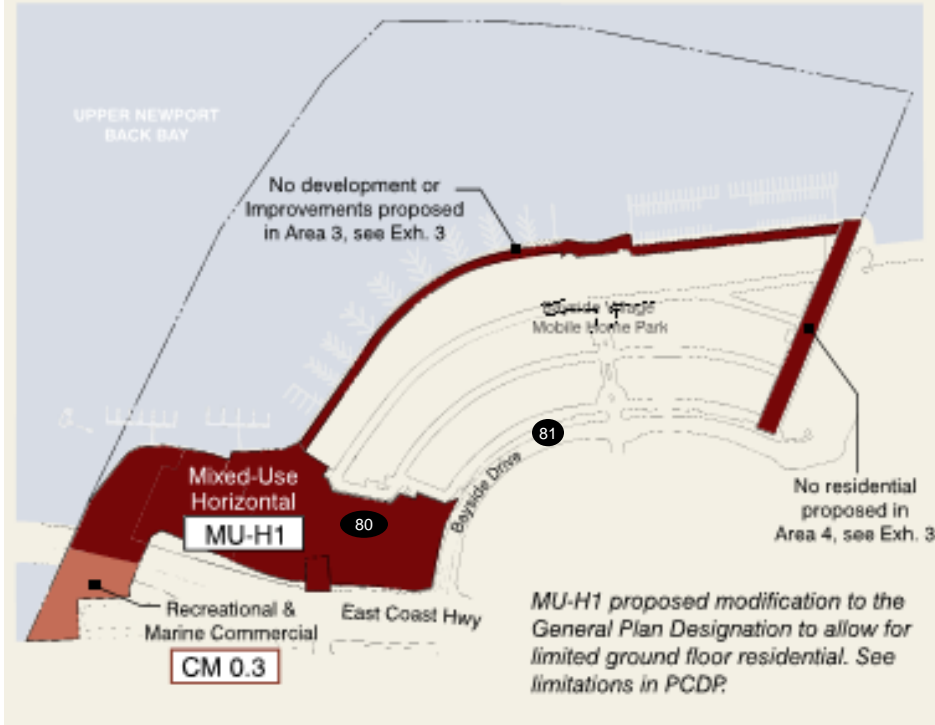 UPPER NEWPORT
BACK BAY
No development or
Improvements proposed
in Area 3, see Exh. 3
Bayside Village
Mobile Home Park
81
Bayside Drive
Mixed-Use
Horizontal
MU-H1
80
No residential
proposed in
Area 4, see Exh. 3
Recreational &
Marine Commercial
CM 0.3
East Coast Hwy
MU-H1 proposed modification to the
General Plan Designation to allow for
limited ground floor residential. See
limitations in PCDP.